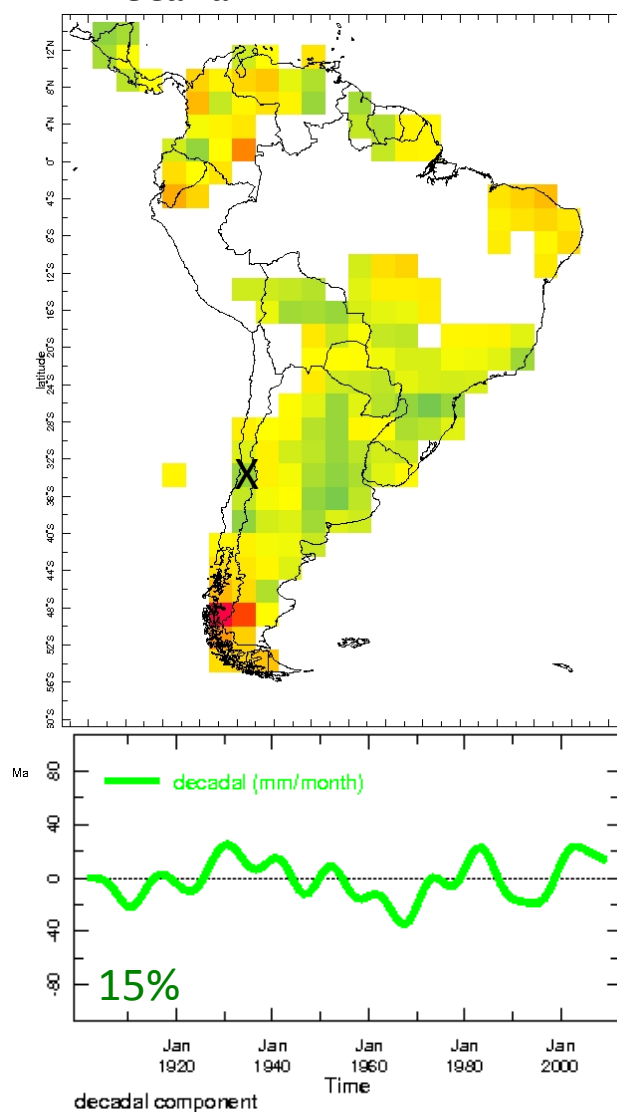 12°N
8°N
4°N
0°
4°S
8°S
12°S
16°S
20°S
latitude
24°S
28°S
32°S
36°S
40°S
44°S
48°S
52°S
56°S
X
Ma
80
40
0
-40
-80
decadal (mm/month)
15%
Jan Jan Jan Jan Jan
1920 1940 1960 1980 2000
Time
decadal component